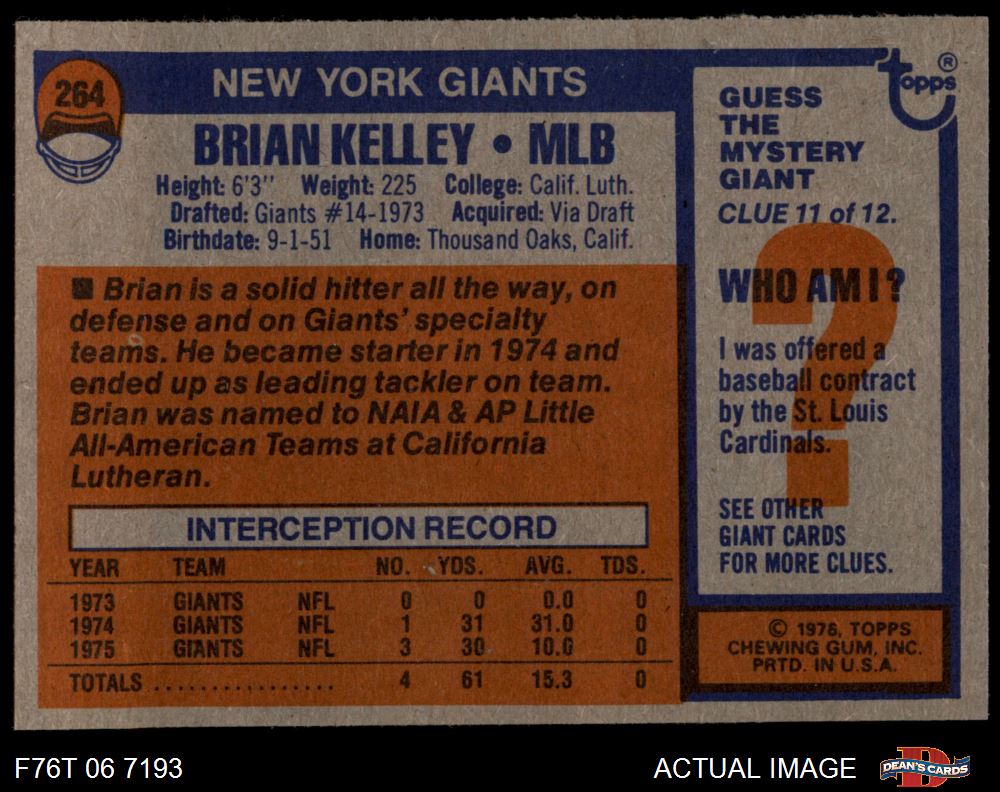 264
NEW YORK GIANTS
BRIAN KELLEY • MLB
Height: 6'3" Weight: 225 College: Calif. Luth.
Drafted: Giants #14-1973 Acquired: Via Draft
Birthdate: 9-1-51 Home: Thousand Oaks, Calif.
■ Brian is a solid hitter all the way, on
defense and on Giants' specialty
teams. He became starter in 1974 and
ended up as leading tackler on team.
Brian was named to NAIA & AP Little
All-American Teams at California
Lutheran.
INTERCEPTION RECORD
YEAR TEAM NO. YDS. AVG. TDS.
1973 GIANTS NFL 0 0 0.0 0
1974 GIANTS NFL 1 31 31.0 0
1975 GIANTS NFL 3 30 10.0 0
TOTALS ................. 4 61 15.3 0
topps ®
GUESS
THE
MYSTERY
GIANT
CLUE 11 of 12.
WHO AM I?
I was offered a
baseball contract
by the St. Louis
Cardinals.
SEE OTHER
GIANT CARDS
FOR MORE CLUES.
© 1976, TOPPS
CHEWING GUM, INC.
PRTD. IN U.S.A.
F76T 06 7193
ACTUAL IMAGE
D
DEAN'S CARDS